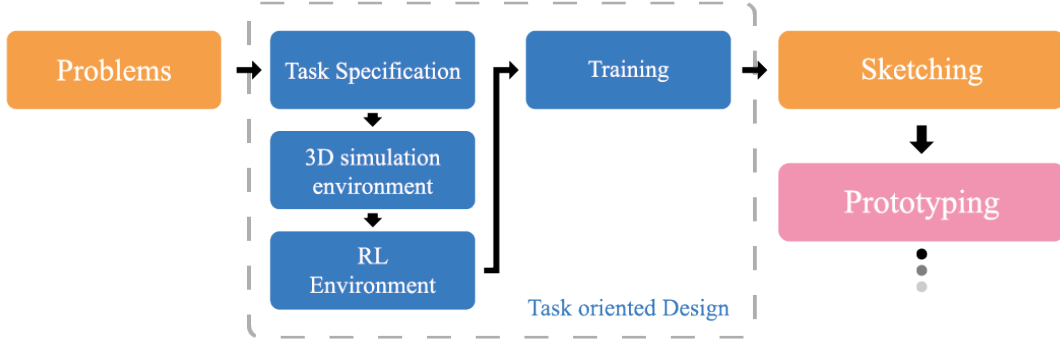 Problems
Task Specification
3D simulation
environment
RL
Environment
Training
Task oriented Design
Sketching
Prototyping